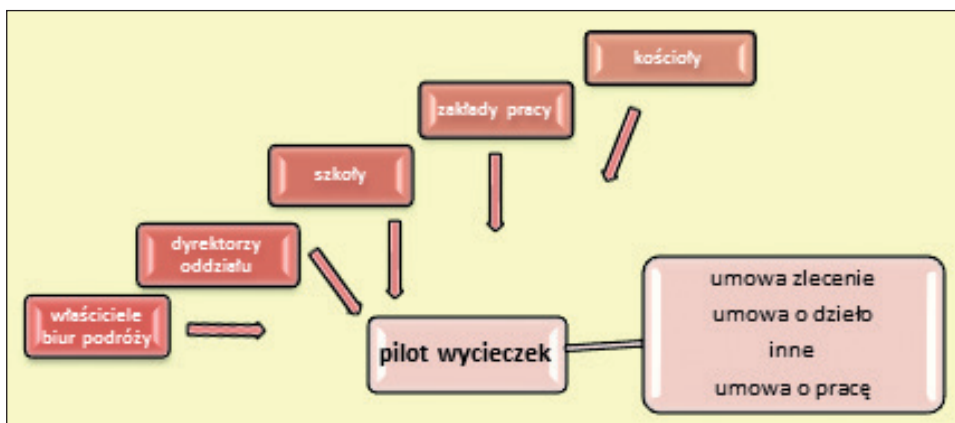 kościoły
zakłady pracy
szkoły
dyrektorzy
oddziału
właściciele
biur podróży
pilot wycieczek
umowa zlecenie
umowa o dzieło
inne
umowa o pracę